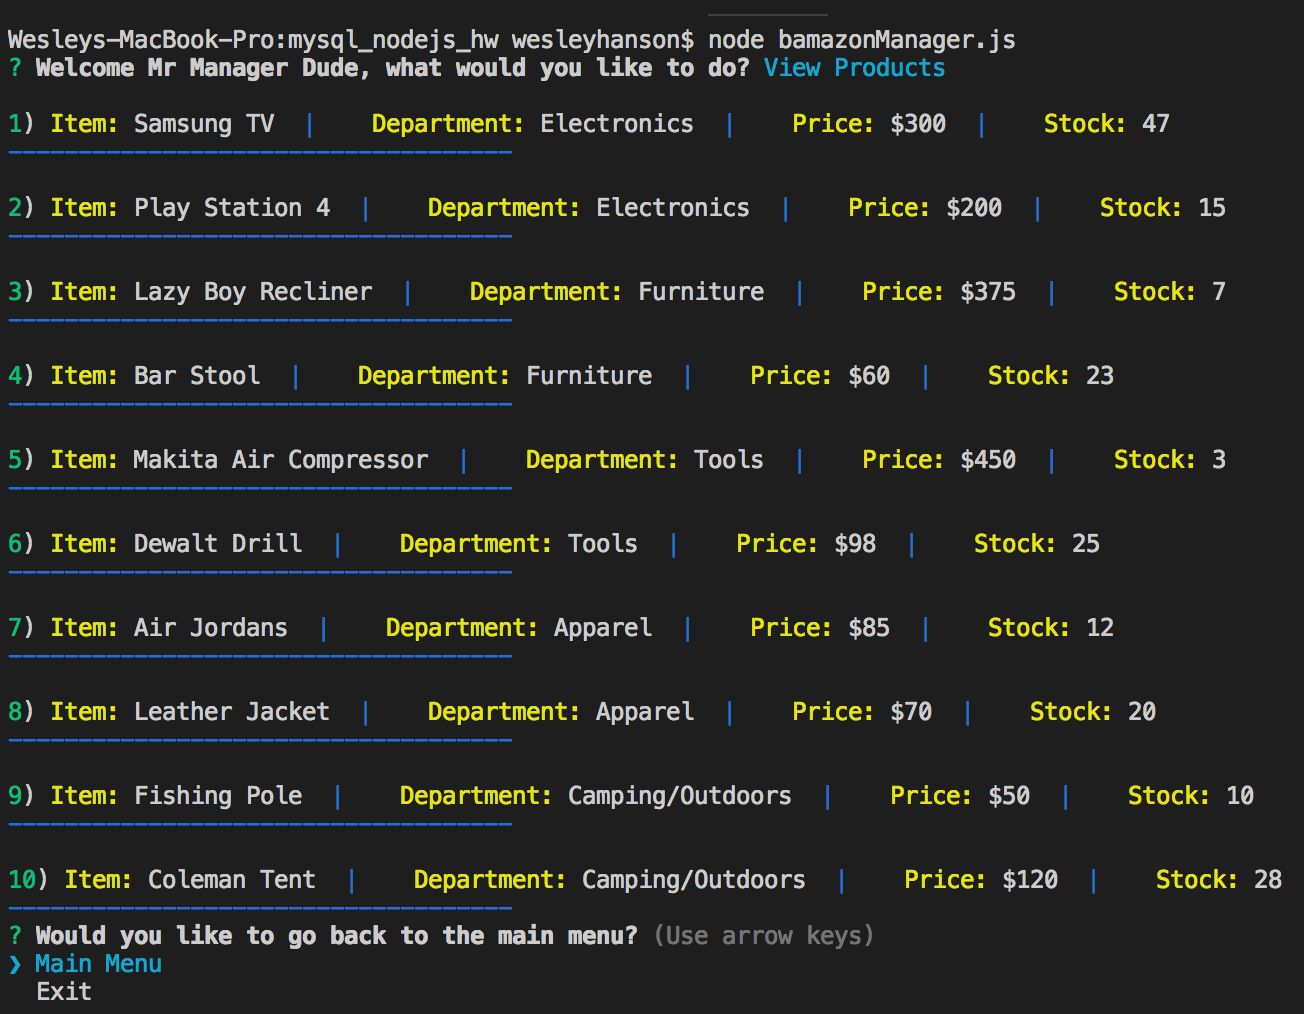 Wesleys-MacBook-Pro:mysql_nodejs_hw wesleyhanson$ node bamazonManager.js
? Welcome Mr Manager Dude, what would you like to do? View Products
1) Item: Samsung TV | Department: Electronics | Price: $300 | Stock: 47
2) Item: Play Station 4 | Department: Electronics | Price: $200 | Stock: 15
3) Item: Lazy Boy Recliner | Department: Furniture | Price: $375 | Stock: 7
4) Item: Bar Stool | Department: Furniture | Price: $60 | Stock: 23
5) Item: Makita Air Compressor | Department: Tools | Price: $450 | Stock: 3
6) Item: Dewalt Drill | Department: Tools | Price: $98 | Stock: 25
7) Item: Air Jordans | Department: Apparel | Price: $85 | Stock: 12
8) Item: Leather Jacket | Department: Apparel | Price: $70 | Stock: 20
9) Item: Fishing Pole | Department: Camping/Outdoors | Price: $50 | Stock: 10
10) Item: Coleman Tent | Department: Camping/Outdoors | Price: $120 | Stock: 28
? Would you like to go back to the main menu? (Use arrow keys)
❯ Main Menu
Exit